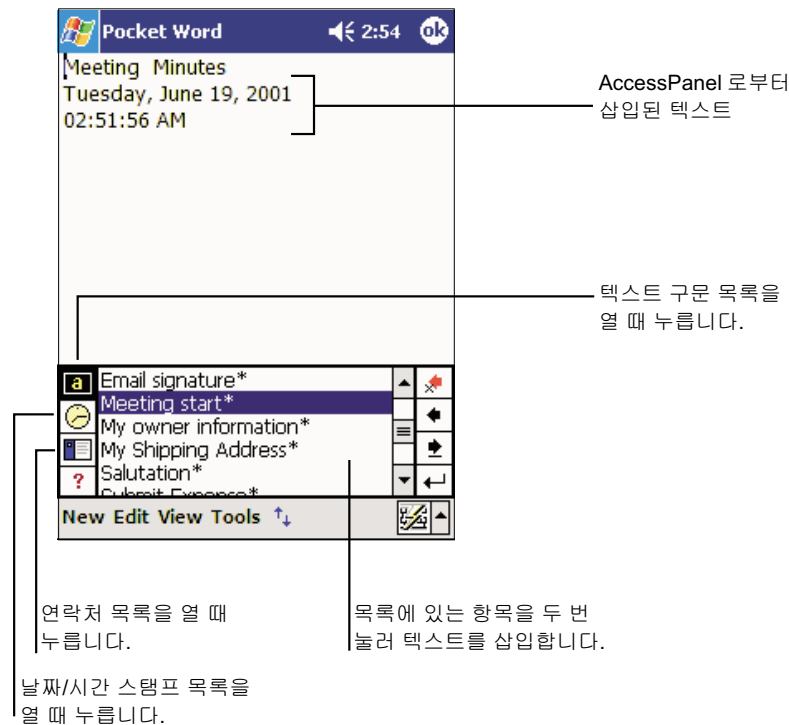 Pocket Word 2:54 ok
Meeting Minutes
Tuesday, June 19, 2001
02:51:56 AM
AccessPanel 로부터
삽입된 텍스트
텍스트 구문 목록을
열 때 누릅니다.
a Email signature*
Meeting start*
My owner information*
My Shipping Address*
? Salutation*
Submit Expense*
New Edit View Tools
연락처 목록을 열 때
누릅니다.
목록에 있는 항목을 두 번
눌러 텍스트를 삽입합니다.
날짜/시간 스탬프 목록을
열 때 누릅니다.